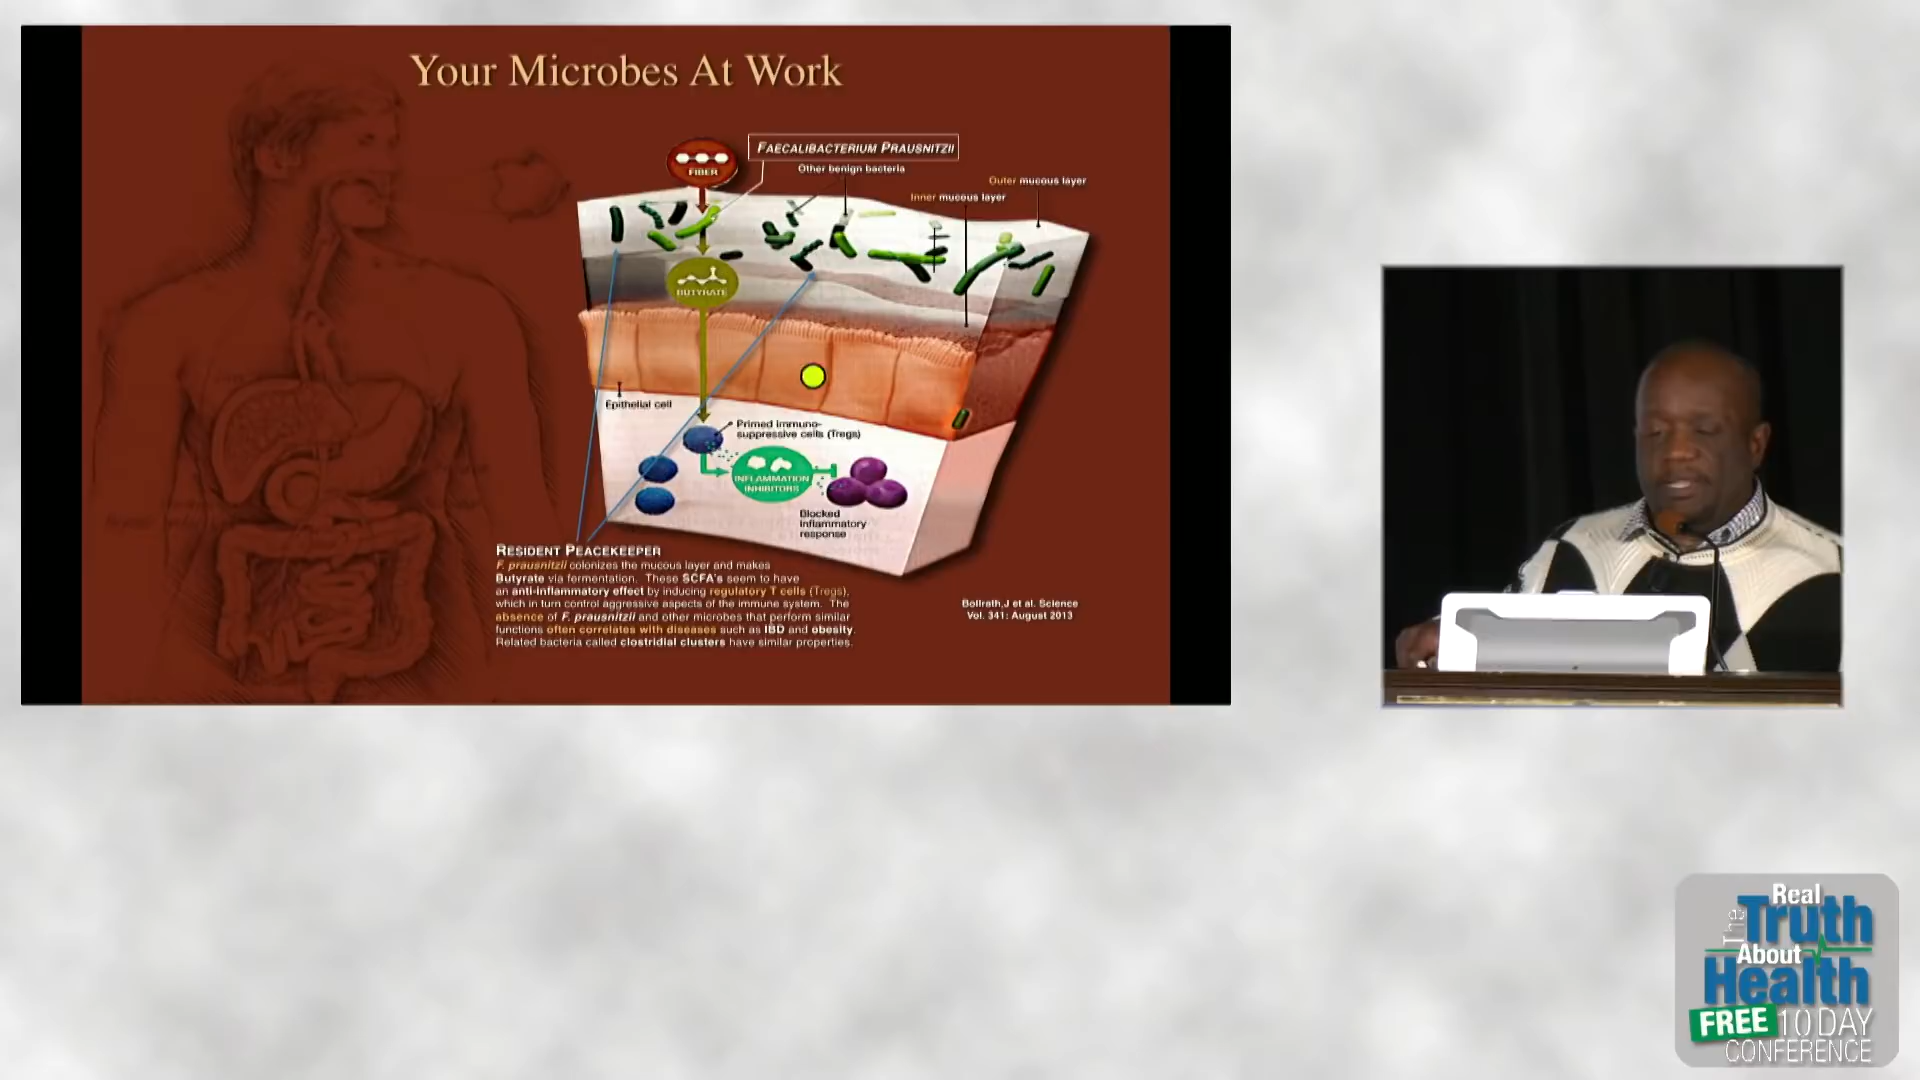 Your Microbes At Work
FAECALIBACTERIUM PRAUSNITZII
FIBER
Other benign bacteria
Outer mucous layer
Inner mucous layer
BUTYRATE
Epithelial cell
Primed immuno-
suppressive cells (Tregs)
INFLAMMATION
INHIBITORS
Blocked
inflammatory
response
RESIDENT PEACEKEEPER
F. prausnitzii colonizes the mucous layer and makes
Butyrate via fermentation. These SCFA's seem to have
an anti-inflammatory effect by inducing regulatory T cells (Tregs),
which in turn control aggressive aspects of the immune system. The
absence of F. prausnitzii and other microbes that perform similar
functions often correlates with diseases such as IBD and obesity.
Related bacteria called clostridial clusters have similar properties.
Bollrath,J et al. Science
Vol. 341: August 2013
The Real
Truth
About
Health
FREE 10 DAY
CONFERENCE